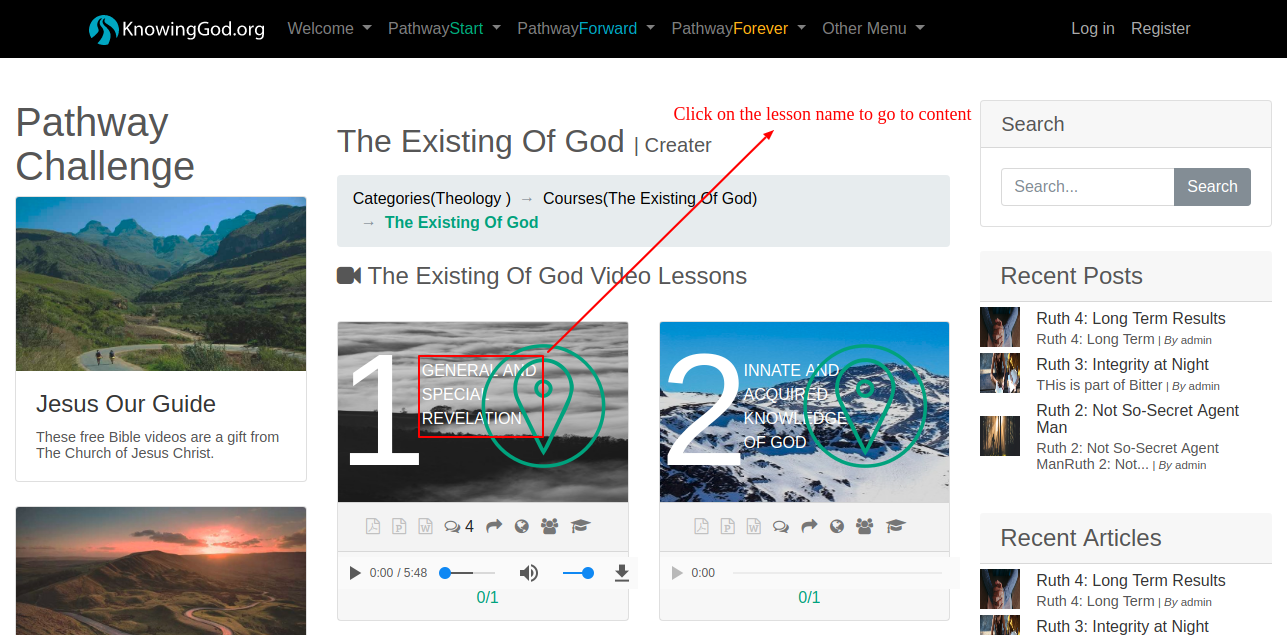 KnowingGod.org
Welcome
PathwayStart
PathwayForward
PathwayForever
Other Menu
Log in
Register
Pathway
Challenge
Jesus Our Guide
These free Bible videos are a gift from
The Church of Jesus Christ.
Click on the lesson name to go to content
The Existing Of God | Creater
Categories(Theology ) → Courses(The Existing Of God)
→ The Existing Of God
The Existing Of God Video Lessons
1
GENERAL AND
SPECIAL
REVELATION
4
0:00 / 5:48
0/1
2
INNATE AND
ACQUIRED
KNOWLEDGE
OF GOD
0:00
0/1
Search
Search...
Search
Recent Posts
Ruth 4: Long Term Results
Ruth 4: Long Term | By admin
Ruth 3: Integrity at Night
THis is part of Bitter | By admin
Ruth 2: Not So-Secret Agent
Man
Ruth 2: Not So-Secret Agent
ManRuth 2: Not... | By admin
Recent Articles
Ruth 4: Long Term Results
Ruth 4: Long Term | By admin
Ruth 3: Integrity at Night